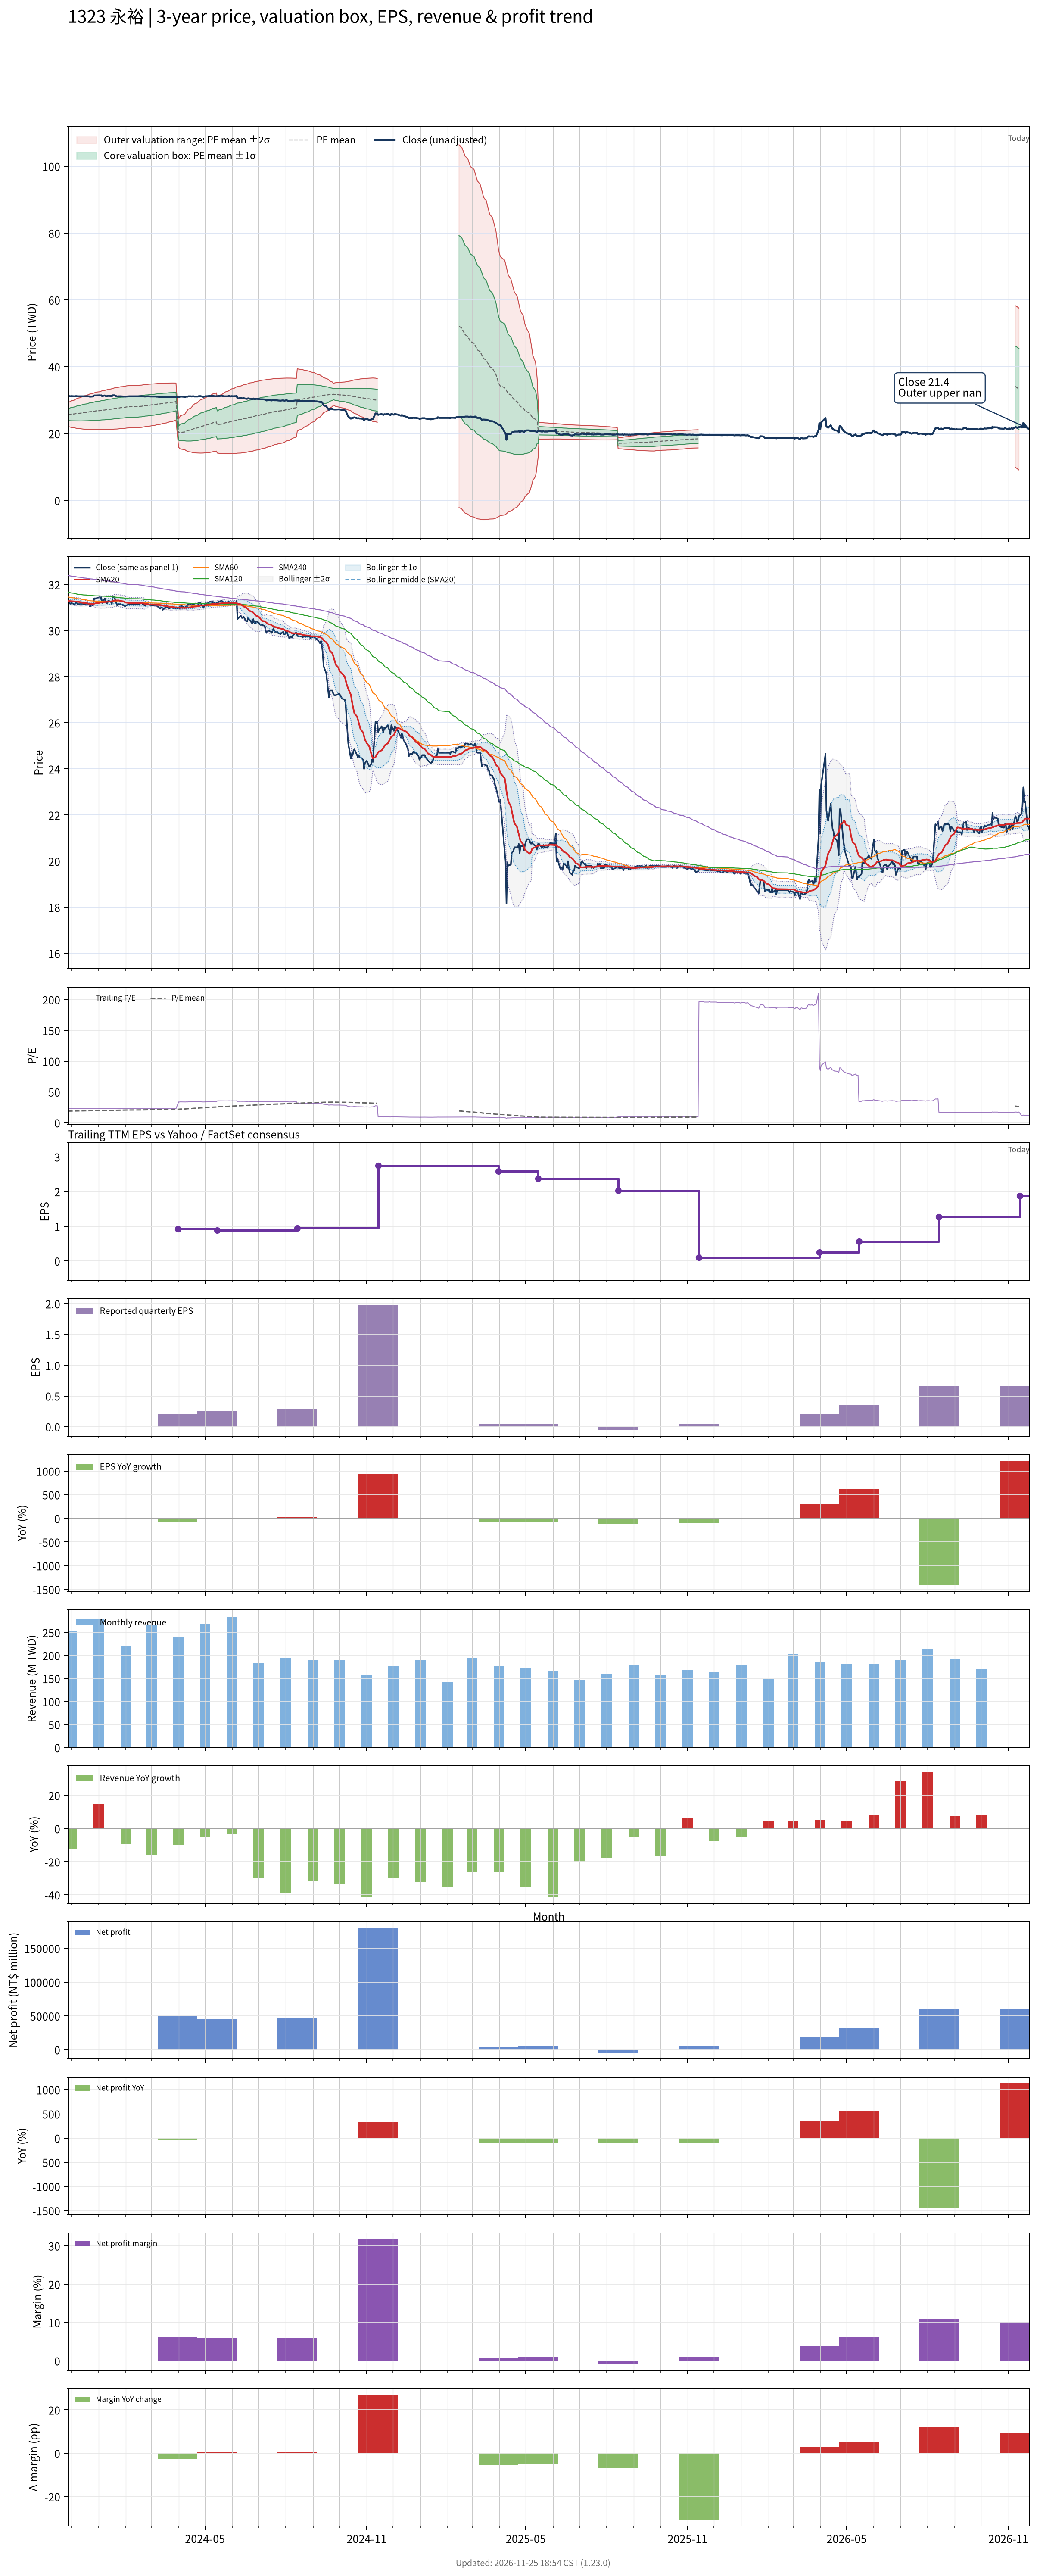 1323 永裕 | 3-year price, valuation box, EPS, revenue & profit trend
Outer valuation range: PE mean ±2σ
Core valuation box: PE mean ±1σ
PE mean
Close (unadjusted)
Today
Price (TWD)
100
80
60
40
20
0
Close 21.4
Outer upper nan
Close (same as panel 1)
SMA20
SMA60
SMA120
SMA240
Bollinger ±2σ
Bollinger ±1σ
Bollinger middle (SMA20)
Price
32
30
28
26
24
22
20
18
16
Trailing P/E
P/E mean
P/E
200
150
100
50
0
Trailing TTM EPS vs Yahoo / FactSet consensus
Today
EPS
3
2
1
0
Reported quarterly EPS
EPS
2.0
1.5
1.0
0.5
0.0
EPS YoY growth
YoY (%)
1000
500
0
-500
-1000
-1500
Monthly revenue
Revenue (M TWD)
250
200
150
100
50
0
Revenue YoY growth
YoY (%)
20
0
-20
-40
Month
Net profit
Net profit (NT$ million)
150000
100000
50000
0
Net profit YoY
YoY (%)
1000
500
0
-500
-1000
-1500
Net profit margin
Margin (%)
30
20
10
0
Margin YoY change
Δ margin (pp)
20
0
-20
2024-05
2024-11
2025-05
2025-11
2026-05
2026-11
Updated: 2026-11-25 18:54 CST (1.23.0)